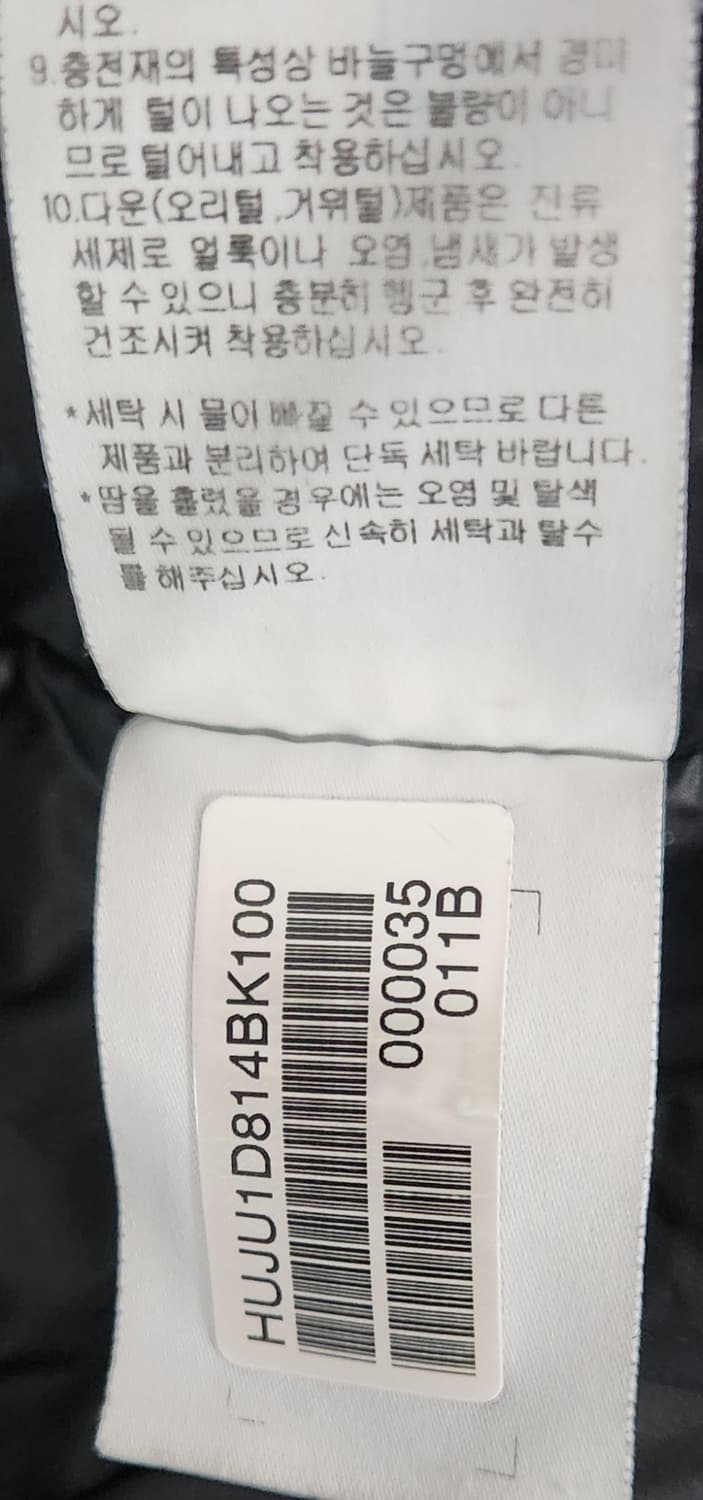 시오.
9.충전재의 특성상 바늘구멍에서 경미
하게 털이 나오는 것은 불량이 아니
므로 털어내고 착용하십시오.
10.다운(오리털,거위털)제품은 잔류
세제로 얼룩이나 오염,냄새가 발생
할 수 있으니 충분히 헹군 후 완전히
건조시켜 착용하십시오.
*세탁 시 물이 빠질 수 있으므로 다른
제품과 분리하여 단독 세탁 바랍니다.
*땀을 흘렸을 경우에는 오염 및 탈색
될 수 있으므로 신속히 세탁과 탈수
를 해주십시오.
HUJU1D814BK100
000035
011B